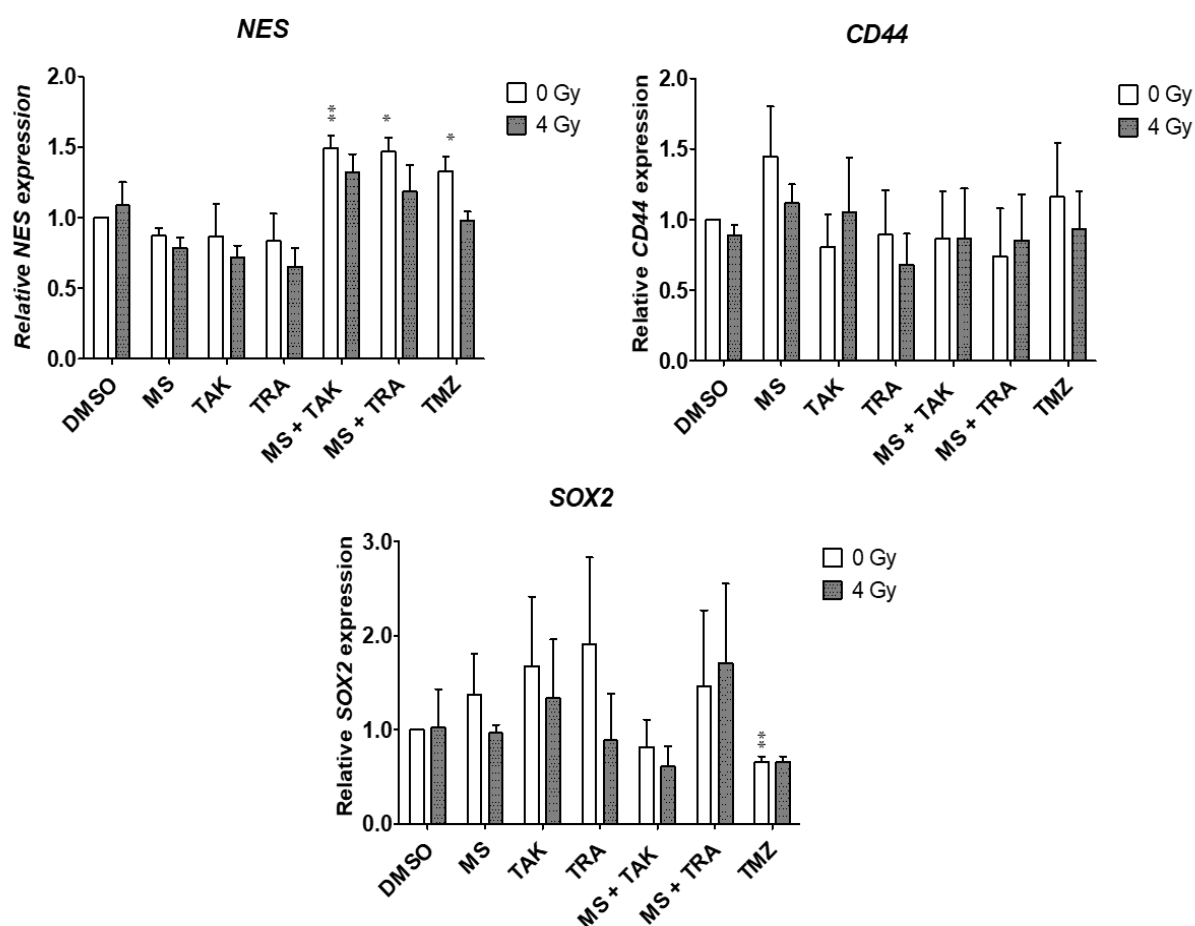 NES
Relative NES expression
2.0
1.5
1.0
0.5
0.0
**
*
*
0 Gy
4 Gy
DMSO
MS
TAK
TRA
MS + TAK
MS + TRA
TMZ
CD44
Relative CD44 expression
2.0
1.5
1.0
0.5
0.0
0 Gy
4 Gy
DMSO
MS
TAK
TRA
MS + TAK
MS + TRA
TMZ
SOX2
Relative SOX2 expression
3.0
2.0
1.0
0.0
**
0 Gy
4 Gy
DMSO
MS
TAK
TRA
MS + TAK
MS + TRA
TMZ